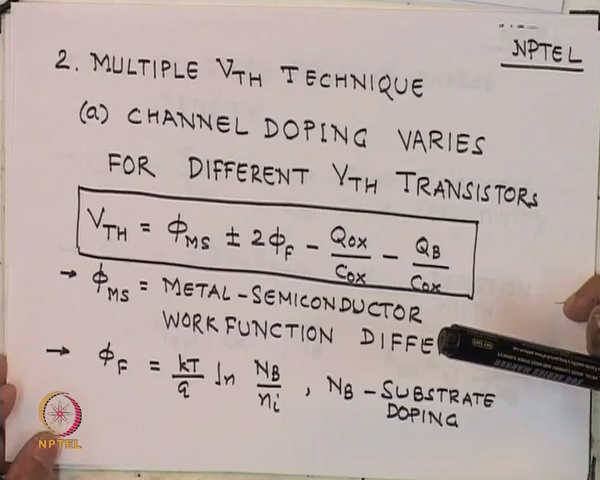 NPTEL
2. MULTIPLE VTH TECHNIQUE
(a) CHANNEL DOPING VARIES
FOR DIFFERENT VTH TRANSISTORS
VTH = ϕMS ± 2ϕF - QOX/COX - QB/COX
→ ϕMS = METAL-SEMICONDUCTOR
WORKFUNCTION DIFFE
→ ϕF = kT/q ln NB/ni , NB - SUBSTRATE
DOPING
NPTEL